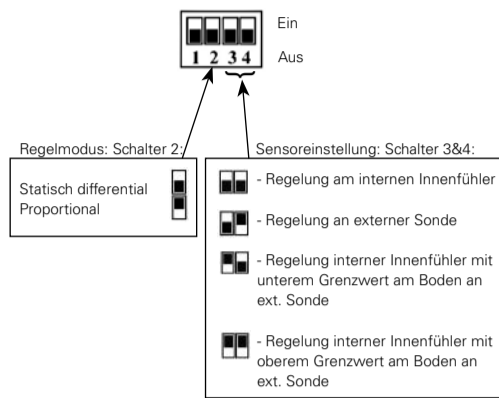 Ein
1 2 3 4 Aus
Regelmodus: Schalter 2:
Statisch differential
Proportional
Sensoreinstellung: Schalter 3&4:
- Regelung am internen Innenfühler
- Regelung an externer Sonde
- Regelung interner Innenfühler mit
unterem Grenzwert am Boden an
ext. Sonde
- Regelung interner Innenfühler mit
oberem Grenzwert am Boden an
ext. Sonde